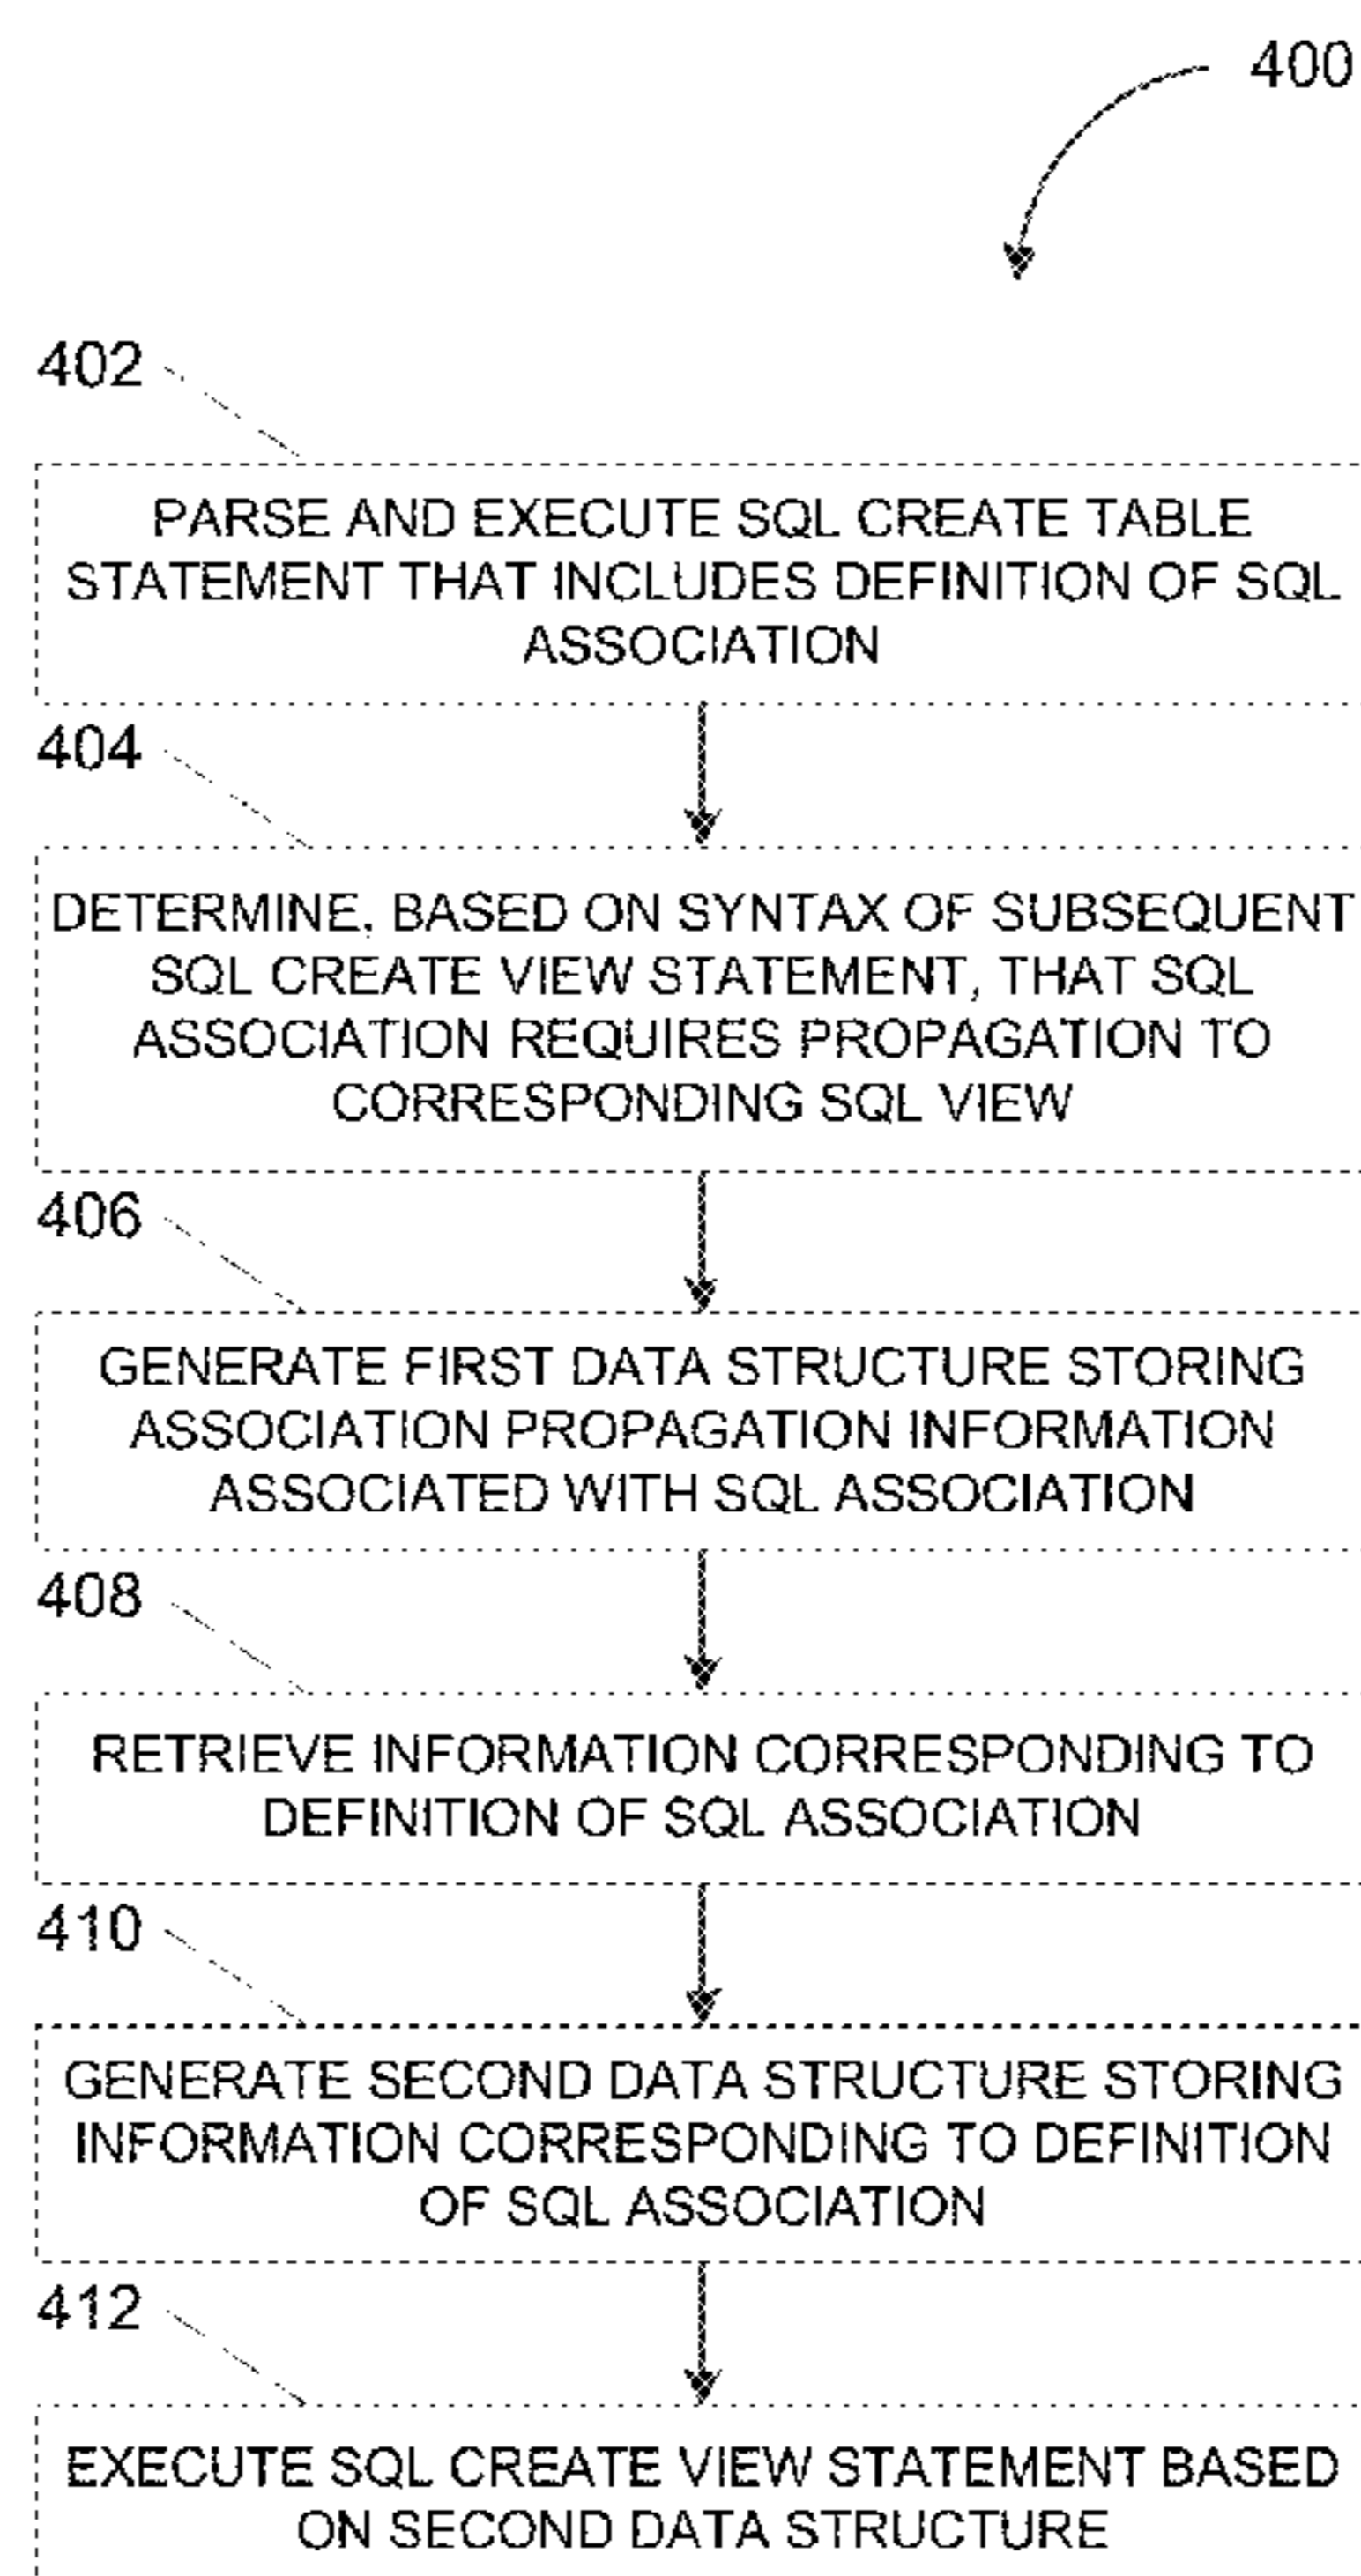 400
402
PARSE AND EXECUTE SQL CREATE TABLE
STATEMENT THAT INCLUDES DEFINITION OF SQL
ASSOCIATION
404
DETERMINE, BASED ON SYNTAX OF SUBSEQUENT
SQL CREATE VIEW STATEMENT, THAT SQL
ASSOCIATION REQUIRES PROPAGATION TO
CORRESPONDING SQL VIEW
406
GENERATE FIRST DATA STRUCTURE STORING
ASSOCIATION PROPAGATION INFORMATION
ASSOCIATED WITH SQL ASSOCIATION
408
RETRIEVE INFORMATION CORRESPONDING TO
DEFINITION OF SQL ASSOCIATION
410
GENERATE SECOND DATA STRUCTURE STORING
INFORMATION CORRESPONDING TO DEFINITION
OF SQL ASSOCIATION
412
EXECUTE SQL CREATE VIEW STATEMENT BASED
ON SECOND DATA STRUCTURE